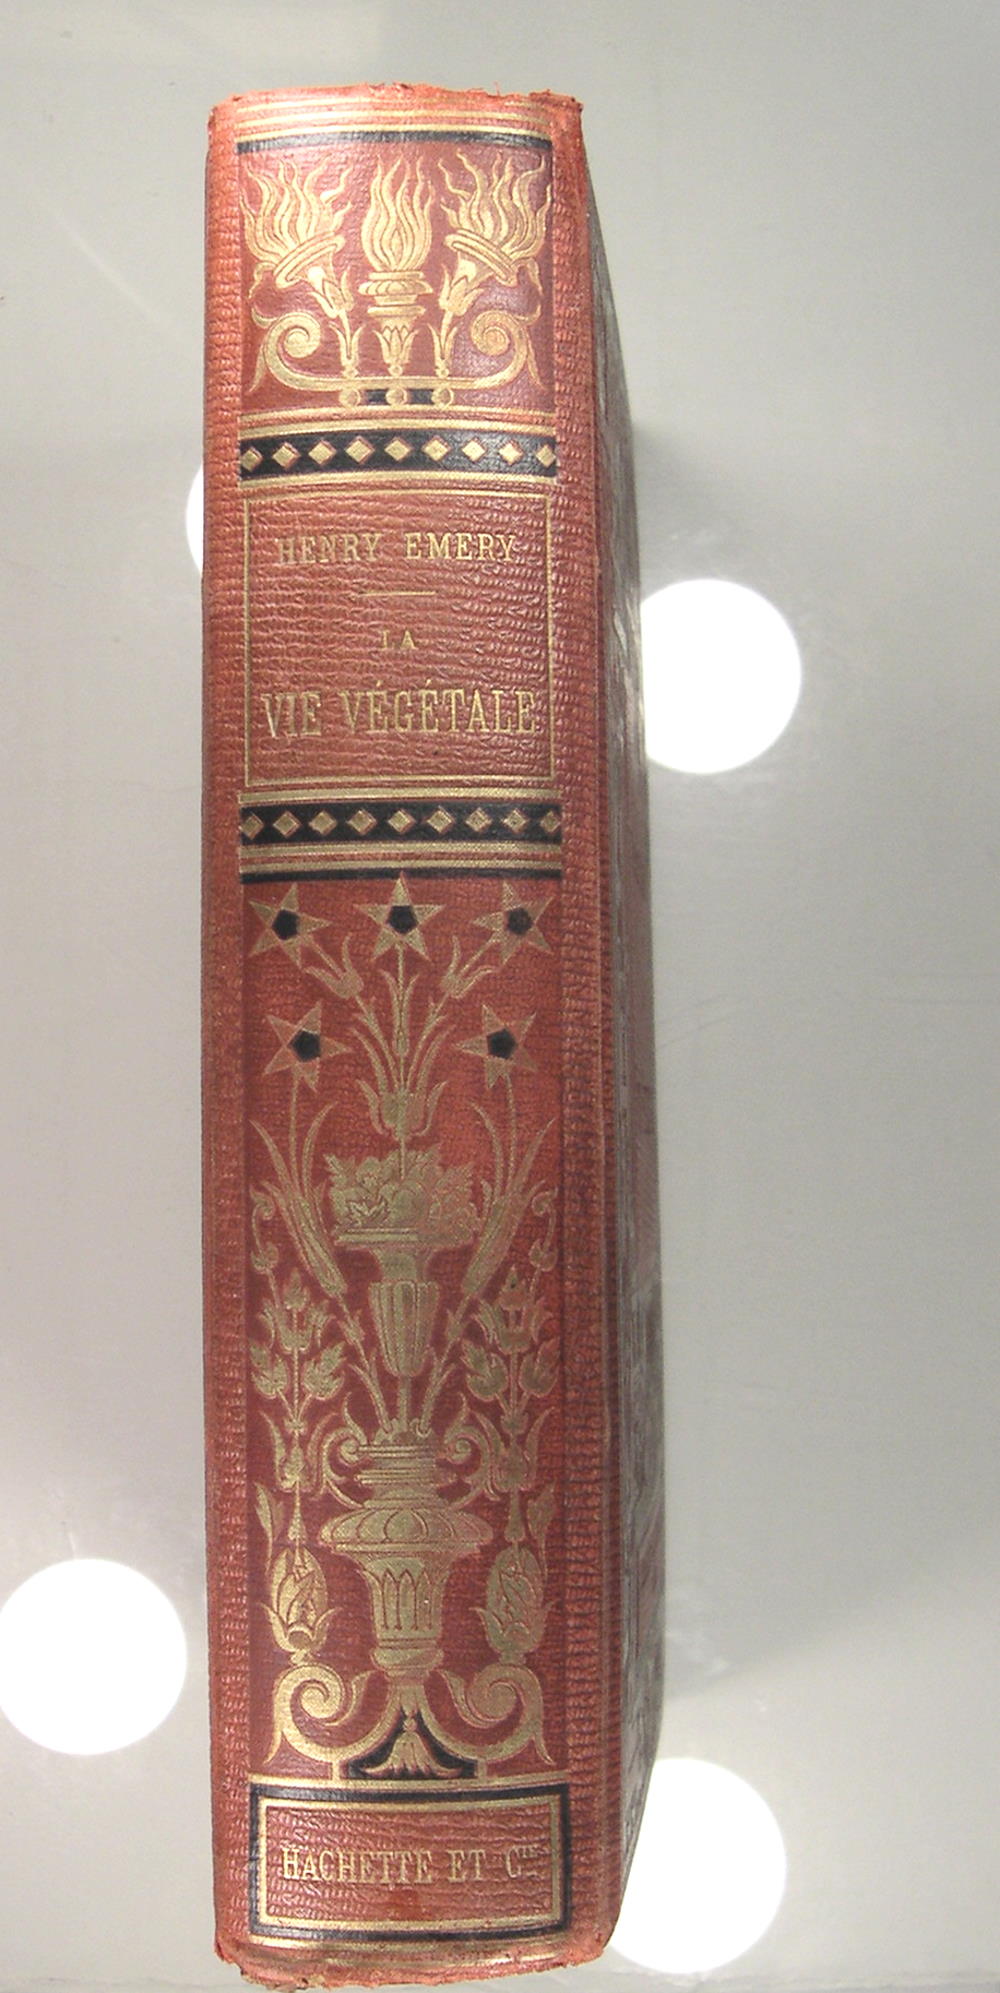 HENRY EMERY
LA
VIE VÉGÉTALE
HACHETTE ET CIE